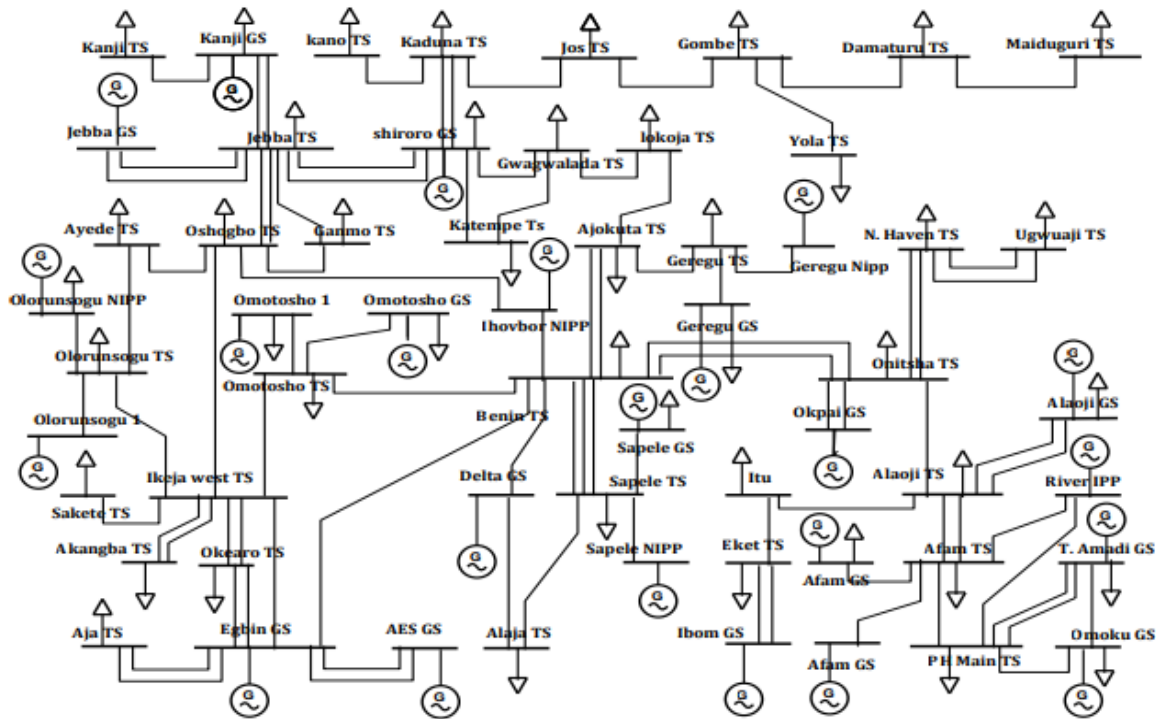 Kanji TS
Kanji GS
kano TS
Kaduna TS
Jos TS
Gombe TS
Damaturu TS
Maiduguri TS
G
G
Jebba GS
Jebba TS
shiroro GS
Gwagwalada TS
lokoja TS
Yola TS
G
G
Ayede TS
Oshogbo TS
Ganmo TS
Katempe Ts
Ajokuta TS
Geregu TS
Geregu Nipp
N. Haven TS
Ugwuaji TS
G
G
Olorunsogu NIPP
Omotosho 1
Omotosho GS
Ihovbor NIPP
Geregu GS
Olorunsogu TS
Omotosho TS
G
G
G
Onitsha TS
G
Olorunsogu 1
Benin TS
G
Sapele GS
Okpai GS
Alaoji GS
G
Ikeja west TS
Delta GS
Sapele TS
Itu
G
Alaoji TS
G
River IPP
Sakete TS
Akangba TS
Okearo TS
G
Sapele NIPP
Eket TS
G
Afam GS
Afam TS
G
T. Amadi GS
G
Aja TS
Egbin GS
AES GS
Alaja TS
Ibom GS
Afam GS
PH Main TS
Omoku GS
G
G
G
G
G